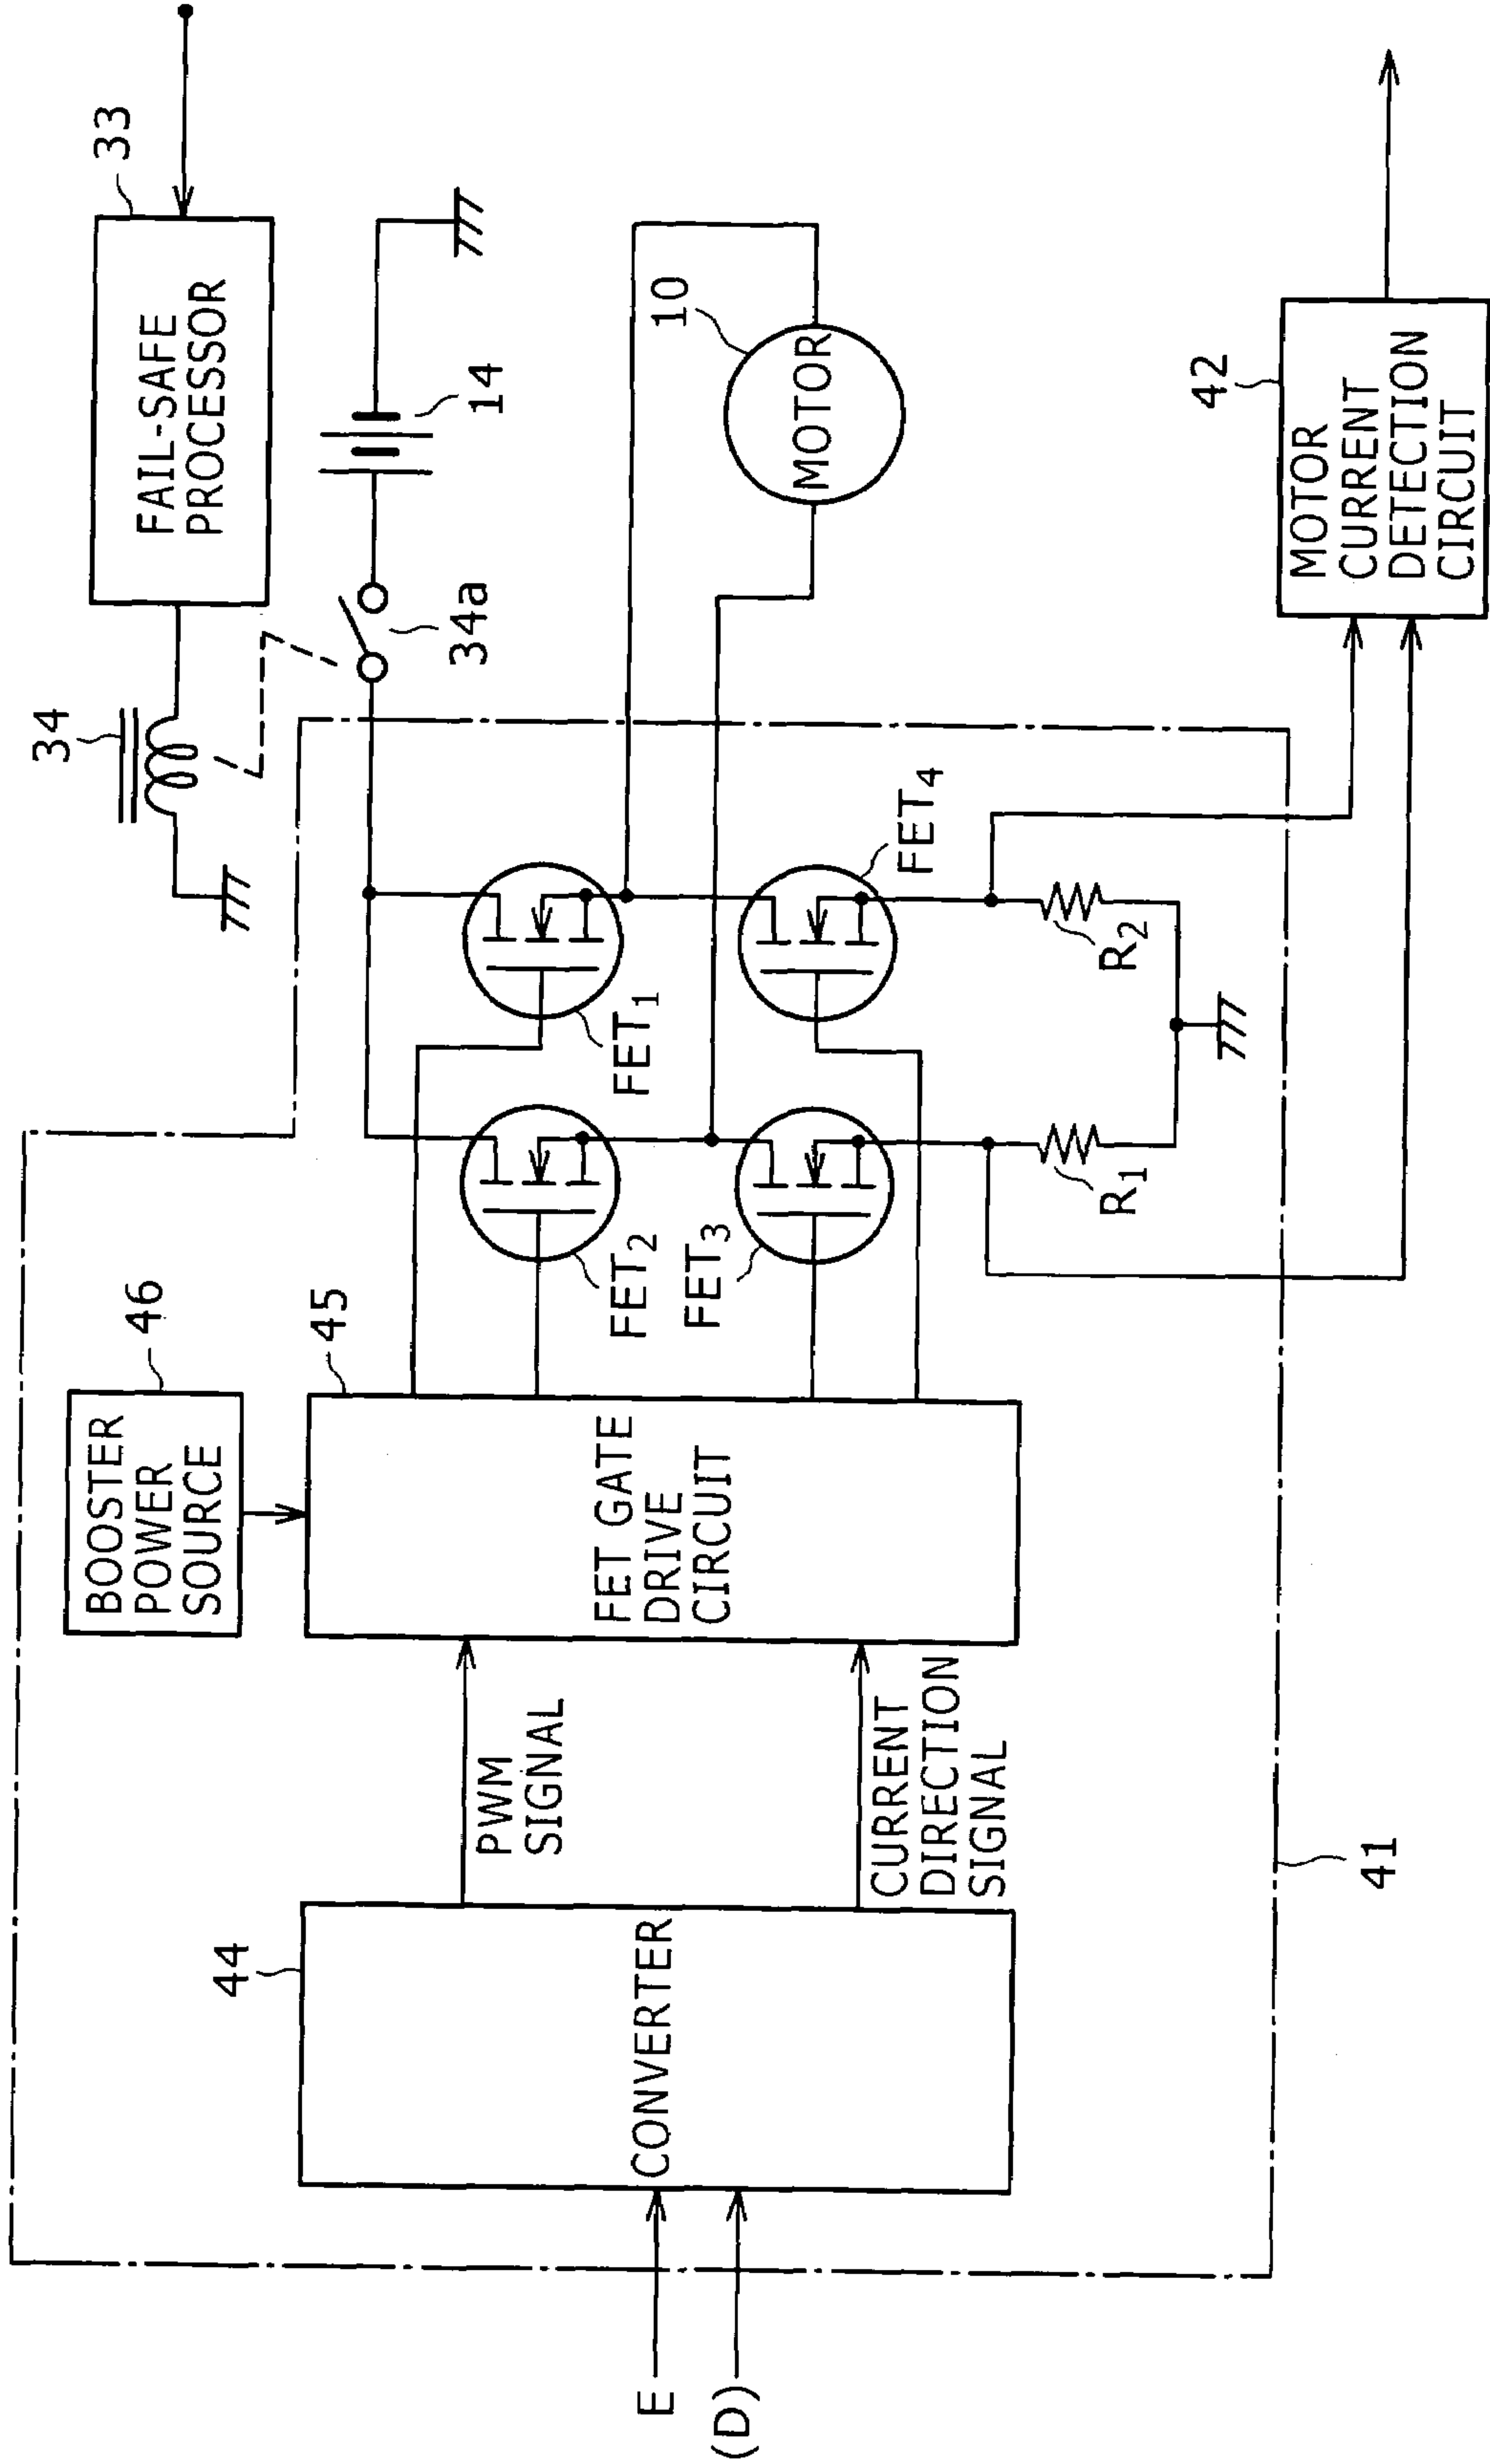 33
FAIL-SAFE
PROCESSOR
34
14
34a
10
MOTOR
42
MOTOR
CURRENT
DETECTION
CIRCUIT
46
BOOSTER
POWER
SOURCE
45
FET GATE
DRIVE
CIRCUIT
FET1
FET2
FET3
FET4
R1
R2
44
CONVERTER
PWM
SIGNAL
CURRENT
DIRECTION
SIGNAL
E
(D)
41